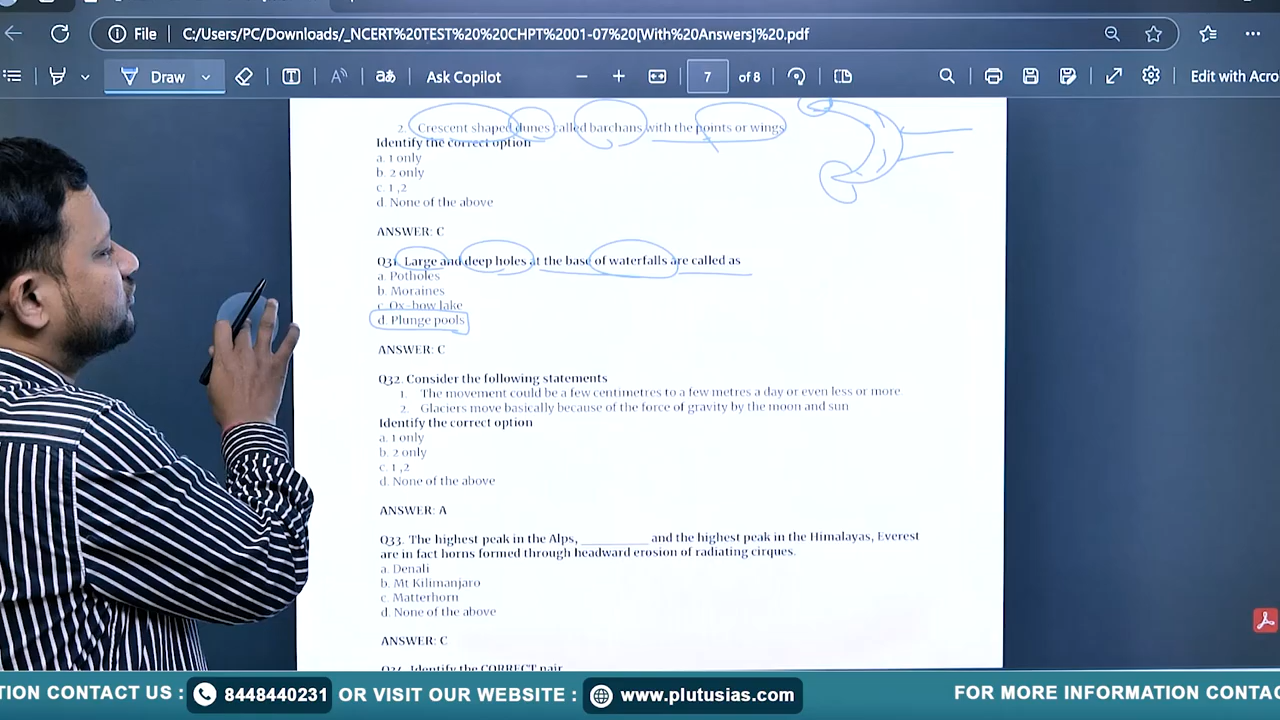 File C:/Users/PC/Downloads/_NCERT%20TEST%20%20CHPT%2001-07%20[With%20Answers]%20.pdf
Draw aあ Ask Copilot 7 of 8 Edit with Acro
2. Crescent shaped dunes called barchans with the points or wings
Identify the correct option
a. 1 only
b. 2 only
c. 1 ,2
d. None of the above
ANSWER: C
Q31. Large and deep holes at the base of waterfalls are called as
a. Potholes
b. Moraines
c. Ox-bow lake
d. Plunge pools
ANSWER: C
Q32. Consider the following statements
1. The movement could be a few centimetres to a few metres a day or even less or more
2. Glaciers move basically because of the force of gravity by the moon and sun
Identify the correct option
a. 1 only
b. 2 only
c. 1 ,2
d. None of the above
ANSWER: A
Q33. The highest peak in the Alps, __________ and the highest peak in the Himalayas, Everest
are in fact horns formed through headward erosion of radiating cirques.
a. Denali
b. Mt Kilimanjaro
c. Matterhorn
d. None of the above
ANSWER: C
Q34. Identify the CORRECT pair
TION CONTACT US : 8448440231 OR VISIT OUR WEBSITE : www.plutusias.com FOR MORE INFORMATION CONTAC